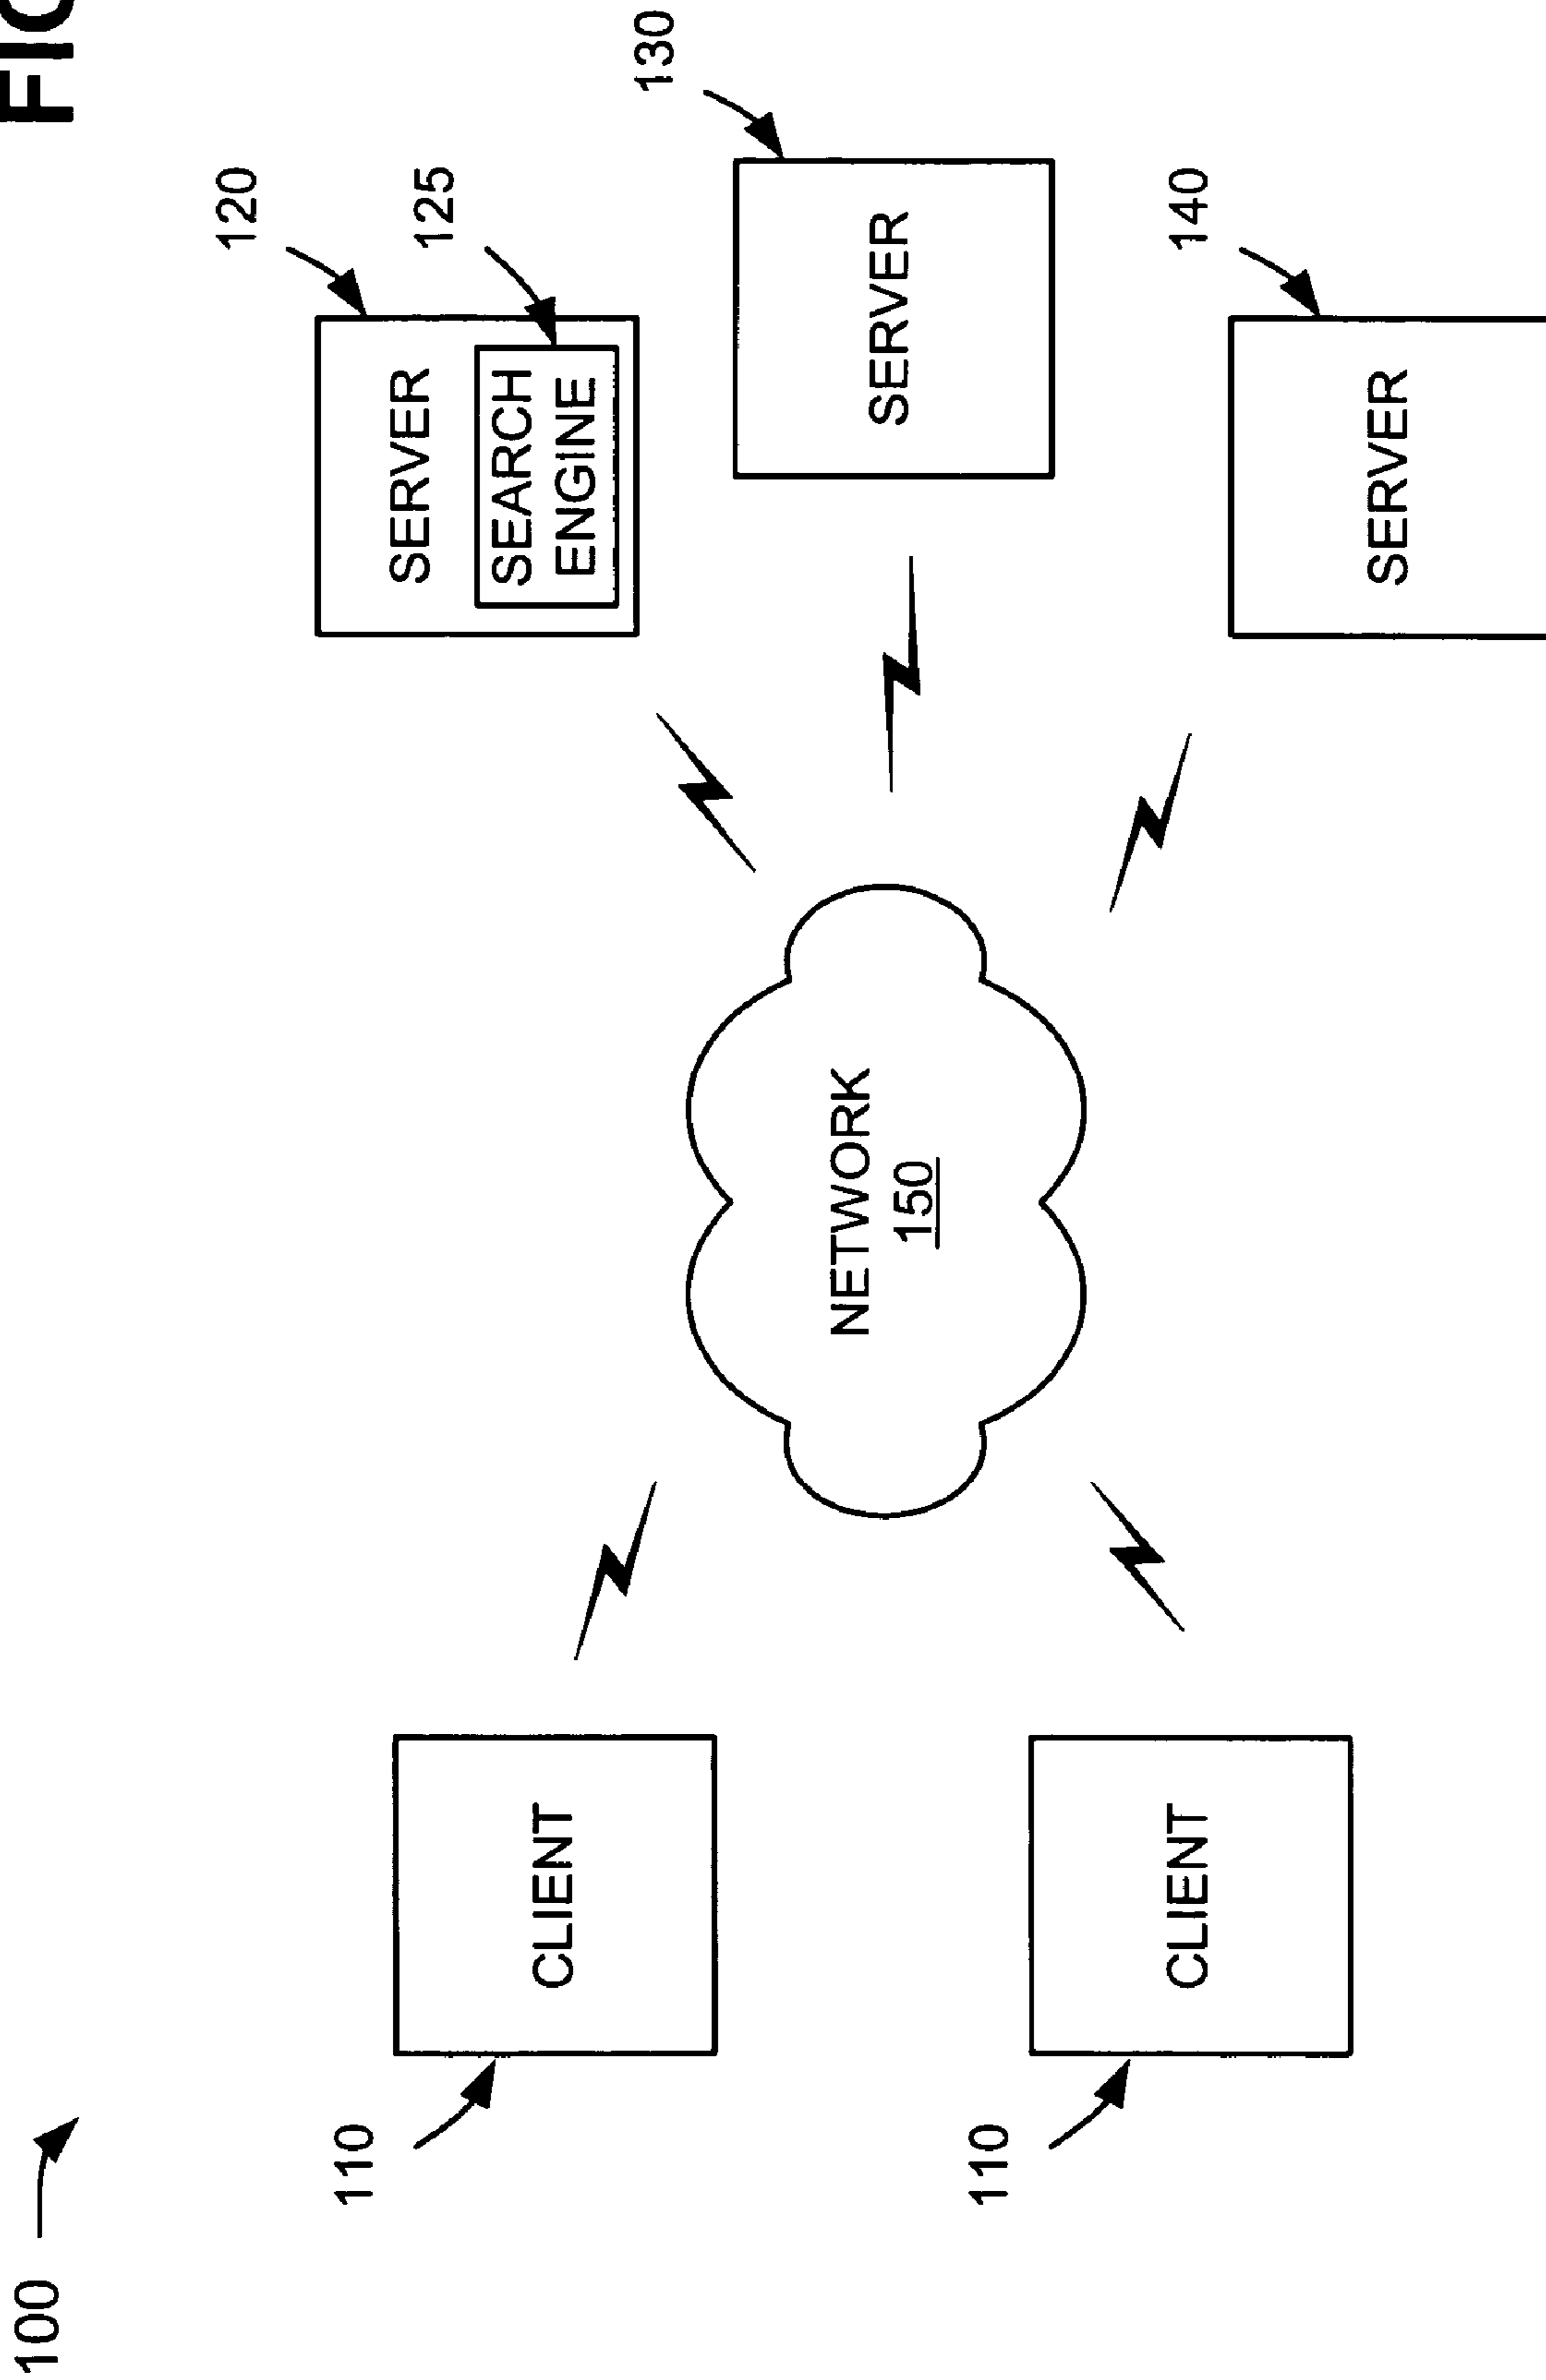 FIG
100
110
CLIENT
110
CLIENT
NETWORK
150
120
SERVER
125
SEARCH
ENGINE
130
SERVER
140
SERVER